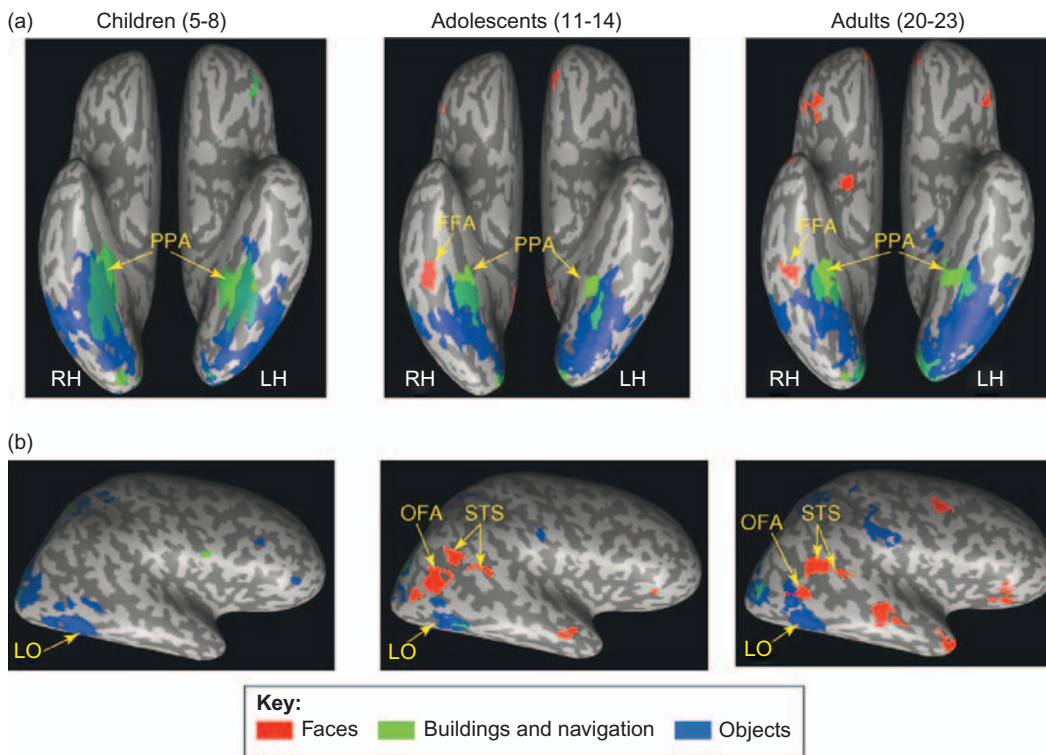 (a)
Children (5-8)
Adolescents (11-14)
Adults (20-23)
PPA
RH
LH
FFA
PPA
RH
LH
FFA
PPA
RH
LH
(b)
LO
OFA
STS
LO
OFA
STS
LO
Key:
Faces
Buildings and navigation
Objects